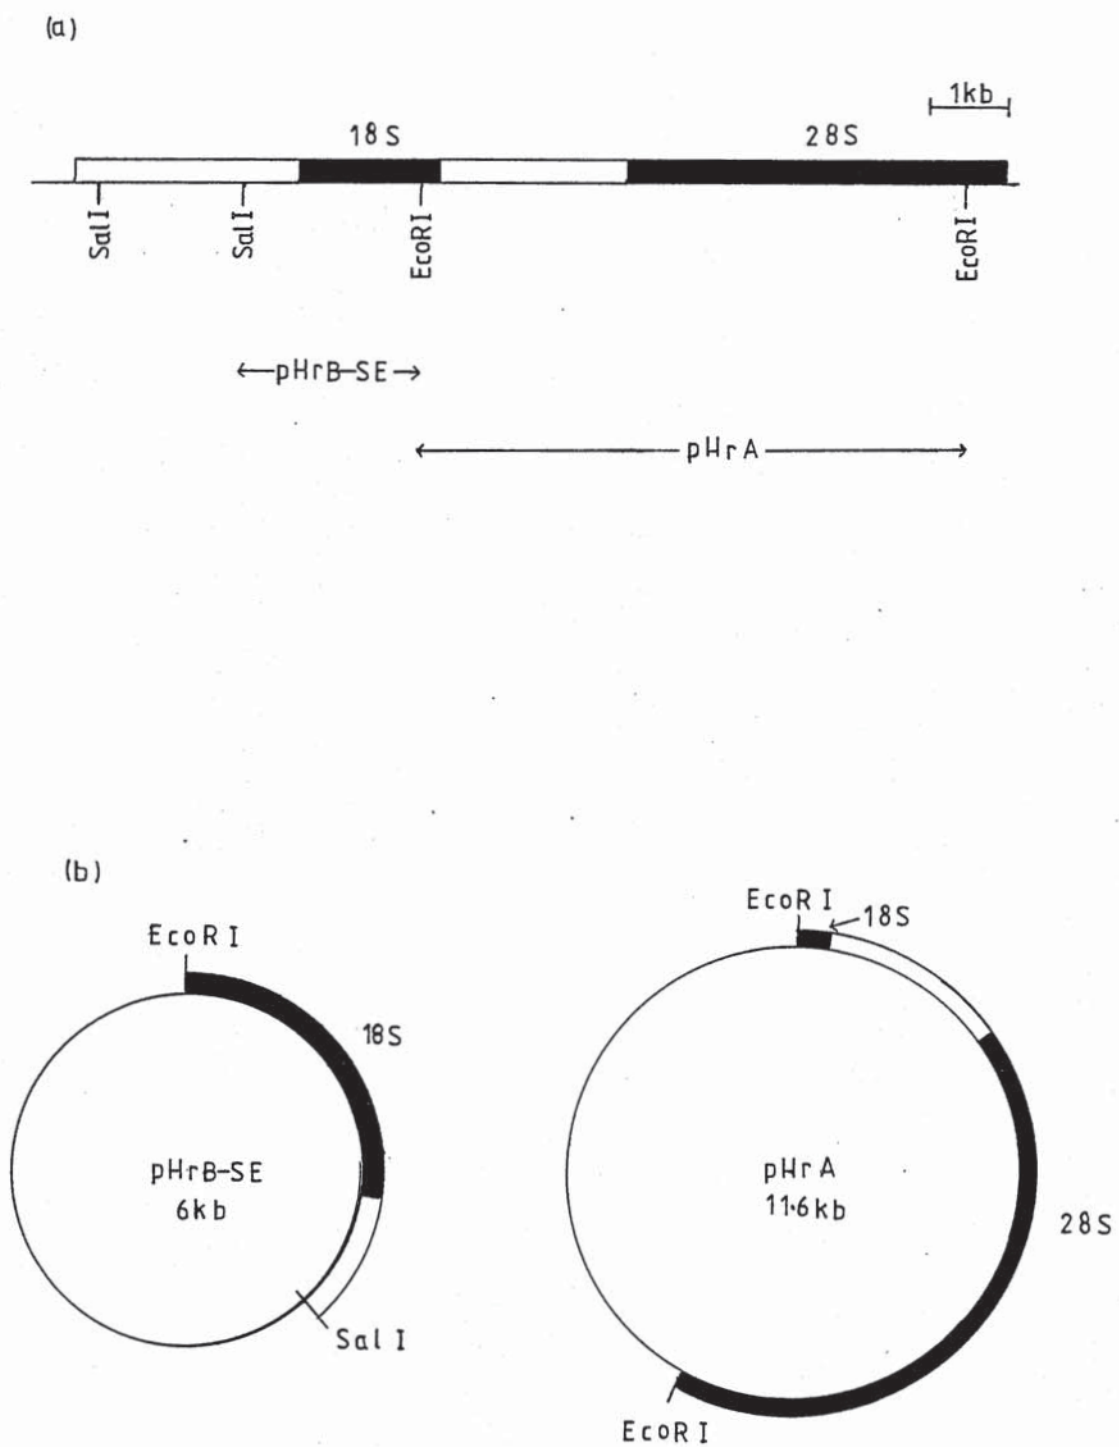 (a)
1kb
18S
28S
SalI
SalI
EcoRI
EcoRI
pHrB-SE
pHrA
(b)
EcoRI
18S
pHrB-SE
6kb
Sal I
EcoRI
18S
pHrA
11·6kb
28S
EcoRI